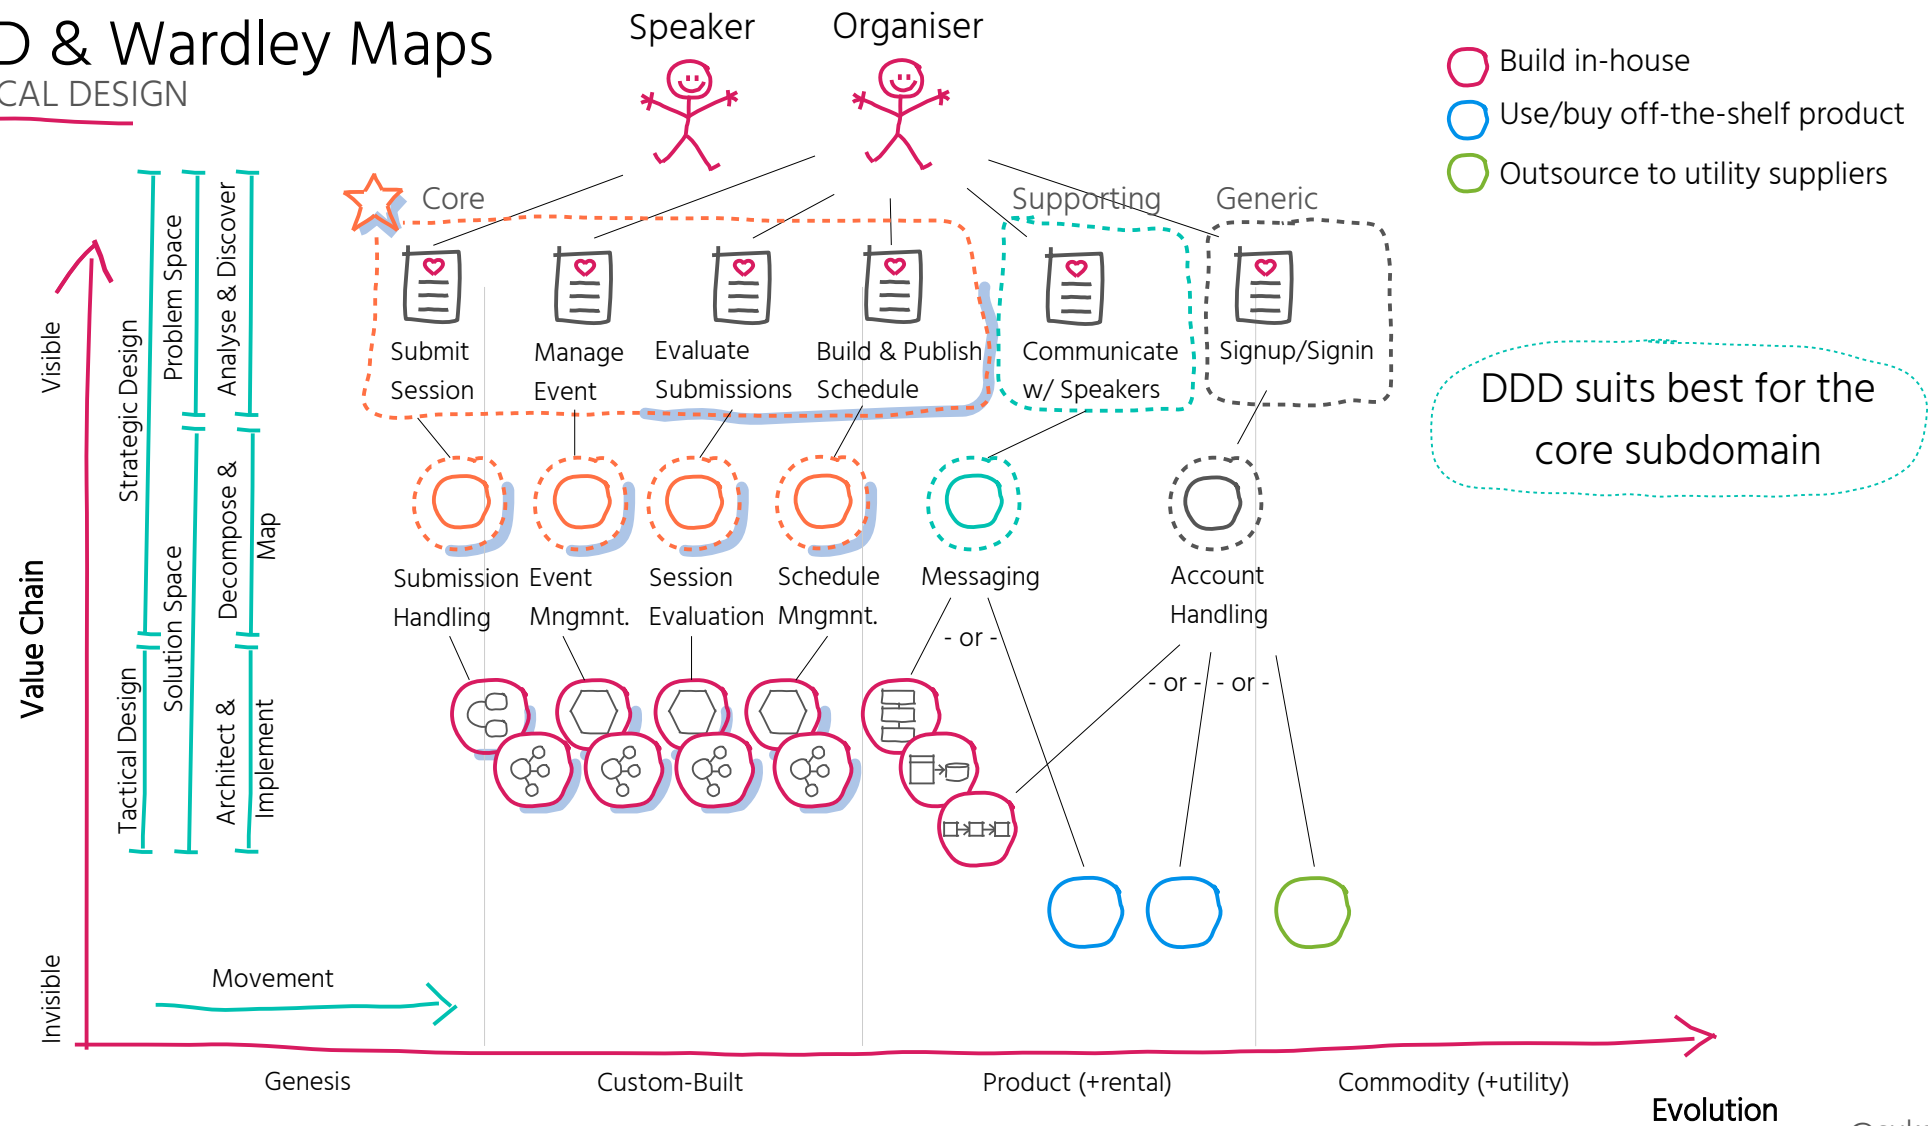 D & Wardley Maps
CAL DESIGN
Speaker
Organiser
Build in-house
Use/buy off-the-shelf product
Outsource to utility suppliers
Core
Supporting
Generic
Submit
Session
Manage
Event
Evaluate
Submissions
Build & Publish
Schedule
Communicate
w/ Speakers
Signup/Signin
DDD suits best for the
core subdomain
Submission
Handling
Event
Mngmnt.
Session
Evaluation
Schedule
Mngmnt.
Messaging
Account
Handling
- or -
- or -
- or -
Value Chain
Visible
Invisible
Strategic Design
Tactical Design
Problem Space
Solution Space
Analyse & Discover
Decompose &
Map
Architect &
Implement
Movement
Genesis
Custom-Built
Product (+rental)
Commodity (+utility)
Evolution